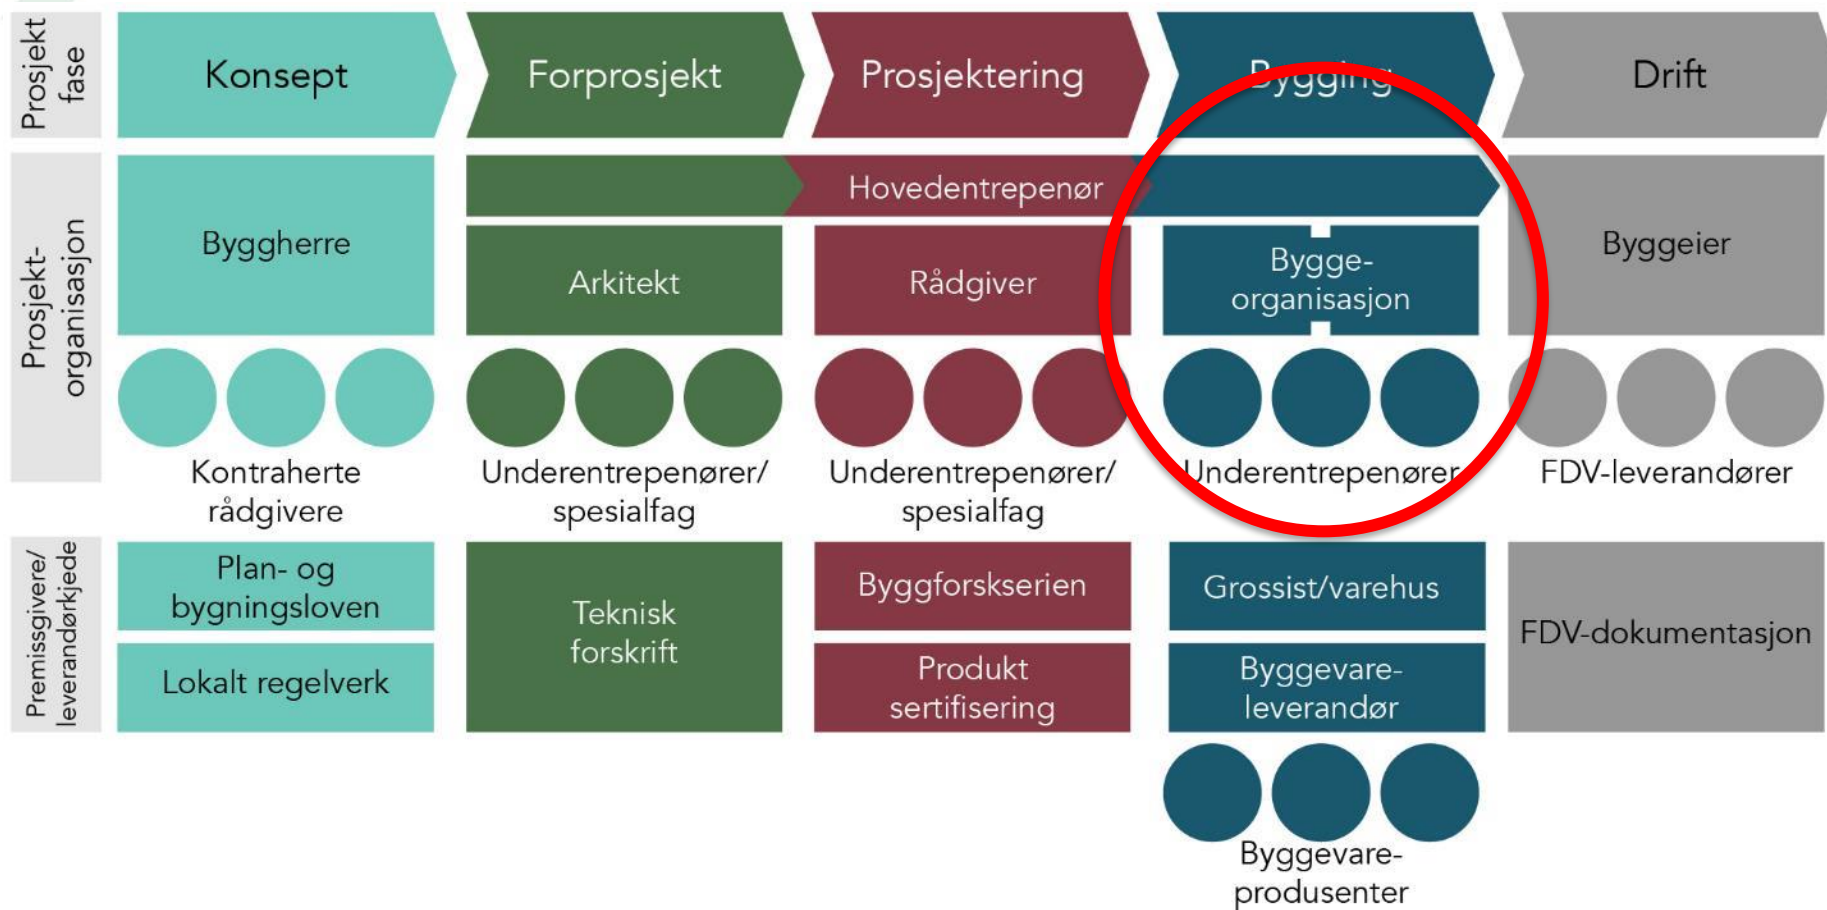 Prosjekt
fase
Konsept
Forprosjekt
Prosjektering
Bygging
Drift
Prosjekt-
organisasjon
Byggherre
Hovedentrepenør
Arkitekt
Rådgiver
Bygge-
organisasjon
Byggeier
Kontraherte
rådgivere
Underentrepenører/
spesialfag
Underentrepenører/
spesialfag
Underentrepenører
FDV-leverandører
Premissgivere/
leverandørkjede
Plan- og
bygningsloven
Lokalt regelverk
Teknisk
forskrift
Byggforskserien
Produkt
sertifisering
Grossist/varehus
Byggevare-
leverandør
FDV-dokumentasjon
Byggevare-
produsenter